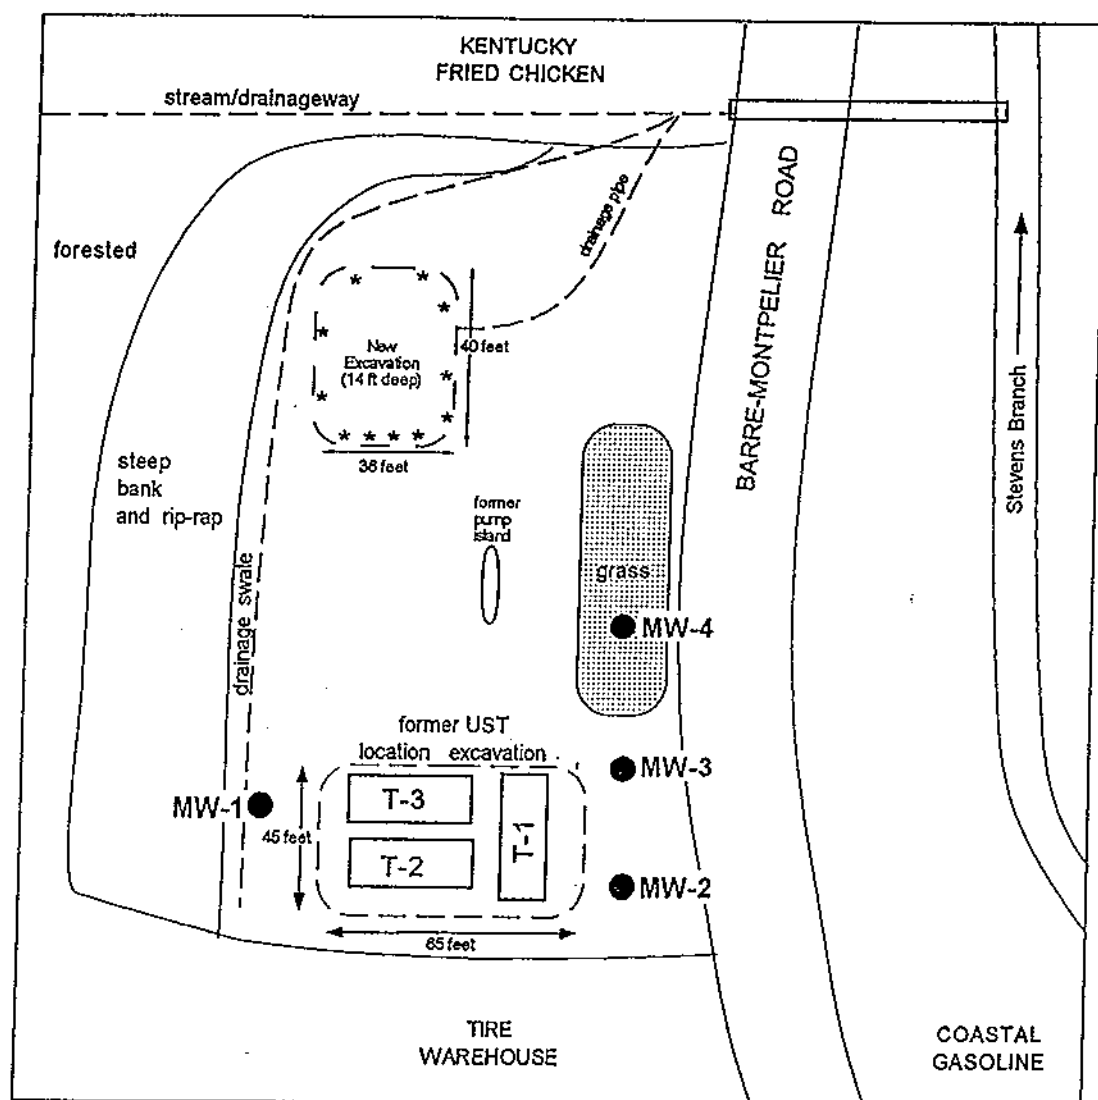 KENTUCKY
FRIED CHICKEN
stream/drainageway
BARRE-MONTPELIER ROAD
drainage pipe
forested
Stevens Branch
New
Excavation
(14 ft deep)
40 feet
38 feet
steep
bank
and rip-rap
former
pump
island
grass
drainage swale
MW-4
former UST
location excavation
MW-3
MW-1
T-3
T-1
45 feet
T-2
MW-2
65 feet
TIRE
WAREHOUSE
COASTAL
GASOLINE